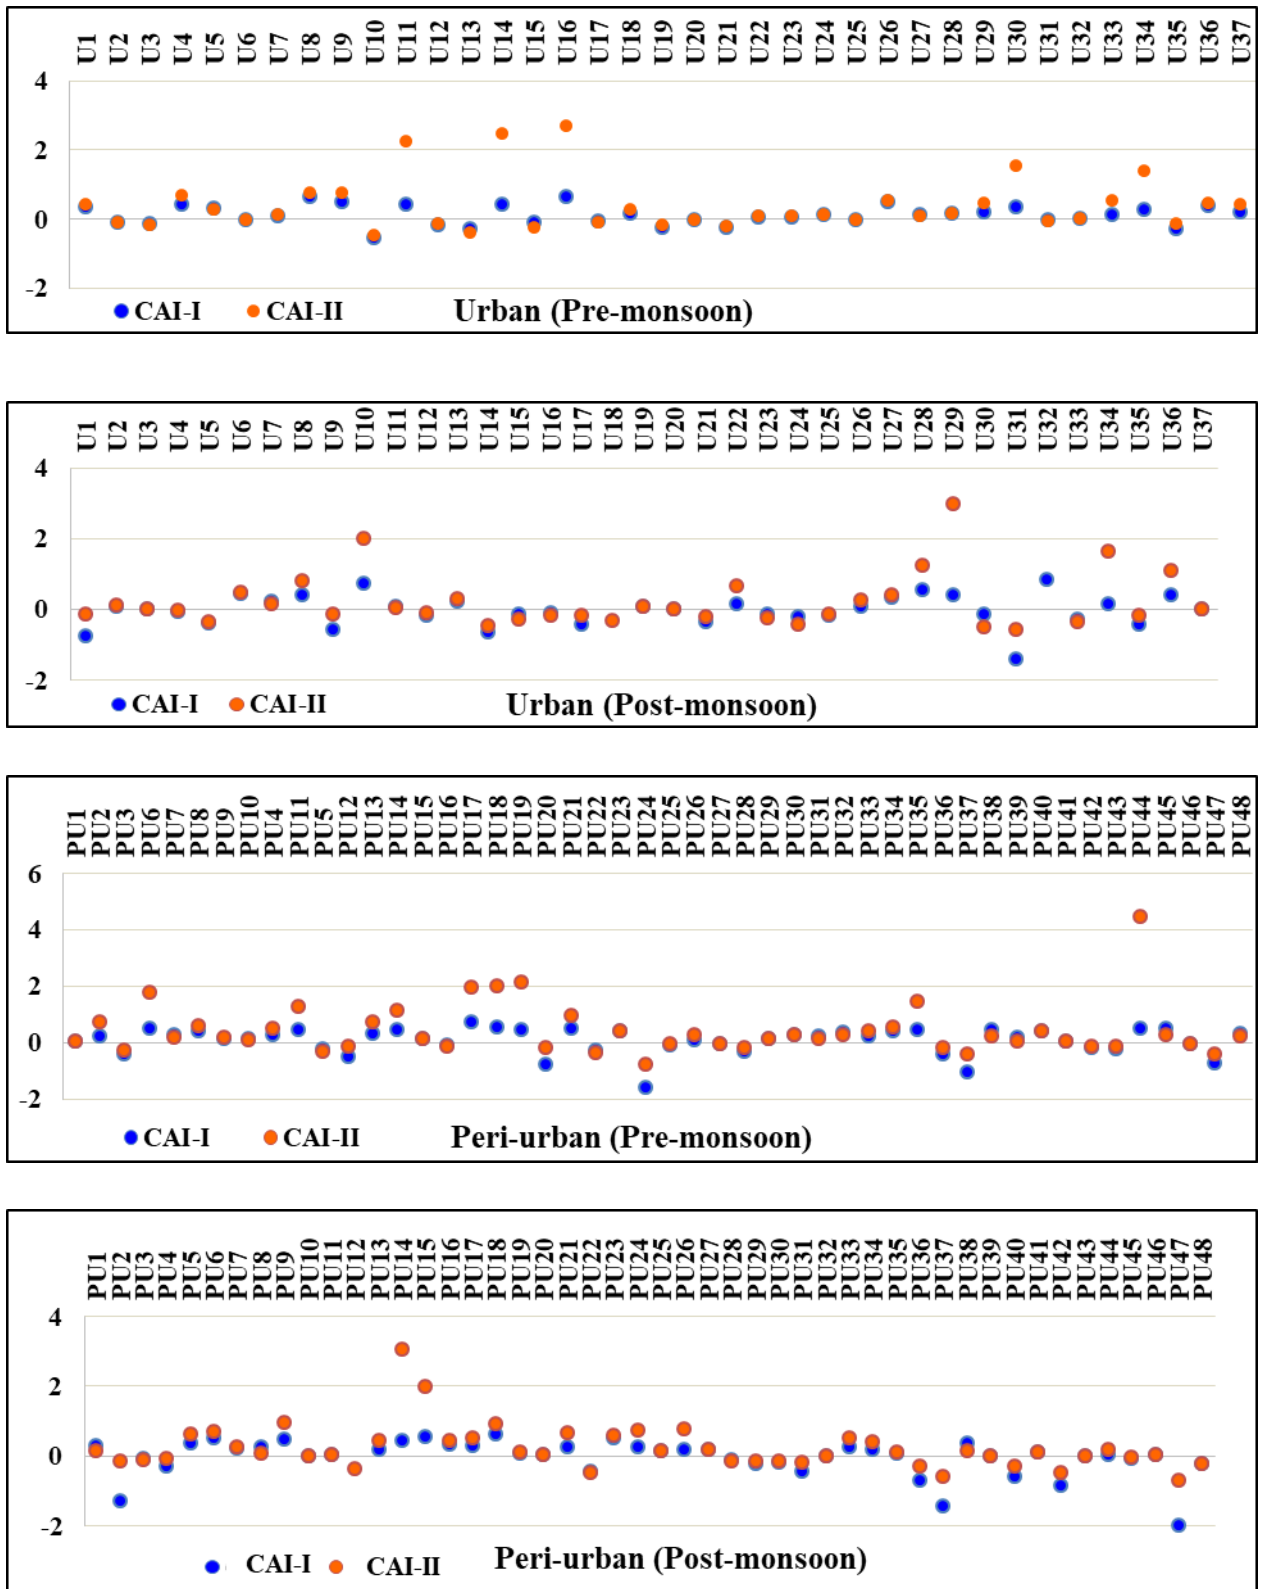 U1 U2 U3 U4 U5 U6 U7 U8 U9 U10 U11 U12 U13 U14 U15 U16 U17 U18 U19 U20 U21 U22 U23 U24 U25 U26 U27 U28 U29 U30 U31 U32 U33 U34 U35 U36 U37
4
2
0
-2
CAI-I CAI-II Urban (Pre-monsoon)
U1 U2 U3 U4 U5 U6 U7 U8 U9 U10 U11 U12 U13 U14 U15 U16 U17 U18 U19 U20 U21 U22 U23 U24 U25 U26 U27 U28 U29 U30 U31 U32 U33 U34 U35 U36 U37
4
2
0
-2
CAI-I CAI-II Urban (Post-monsoon)
PU1 PU2 PU3 PU6 PU7 PU8 PU9 PU10 PU4 PU11 PU5 PU12 PU13 PU14 PU15 PU16 PU17 PU18 PU19 PU20 PU21 PU22 PU23 PU24 PU25 PU26 PU27 PU28 PU29 PU30 PU31 PU32 PU33 PU34 PU35 PU36 PU37 PU38 PU39 PU40 PU41 PU42 PU43 PU44 PU45 PU46 PU47 PU48
6
4
2
0
-2
CAI-I CAI-II Peri-urban (Pre-monsoon)
PU1 PU2 PU3 PU4 PU5 PU6 PU7 PU8 PU9 PU10 PU11 PU12 PU13 PU14 PU15 PU16 PU17 PU18 PU19 PU20 PU21 PU22 PU23 PU24 PU25 PU26 PU27 PU28 PU29 PU30 PU31 PU32 PU33 PU34 PU35 PU36 PU37 PU38 PU39 PU40 PU41 PU42 PU43 PU44 PU45 PU46 PU47 PU48
4
2
0
-2
CAI-I CAI-II Peri-urban (Post-monsoon)